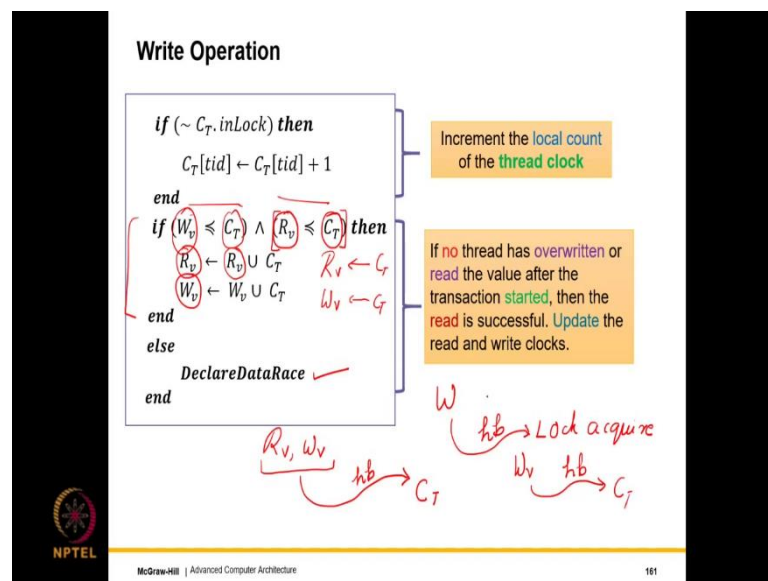 Write Operation
if (~ C_T.inLock) then
C_T[tid] ← C_T[tid] + 1
end
if (W_v ≼ C_T) ∧ (R_v ≼ C_T) then
R_v ← R_v ∪ C_T
W_v ← W_v ∪ C_T
end
else
DeclareDataRace
end
R_v ← C_T
W_v ← C_T
Increment the local count
of the thread clock
If no thread has overwritten or
read the value after the
transaction started, then the
read is successful. Update the
read and write clocks.
W
hb
Lock acquire
W_v hb C_T
R_v, W_v
hb
C_T
NPTEL
McGraw-Hill | Advanced Computer Architecture
161